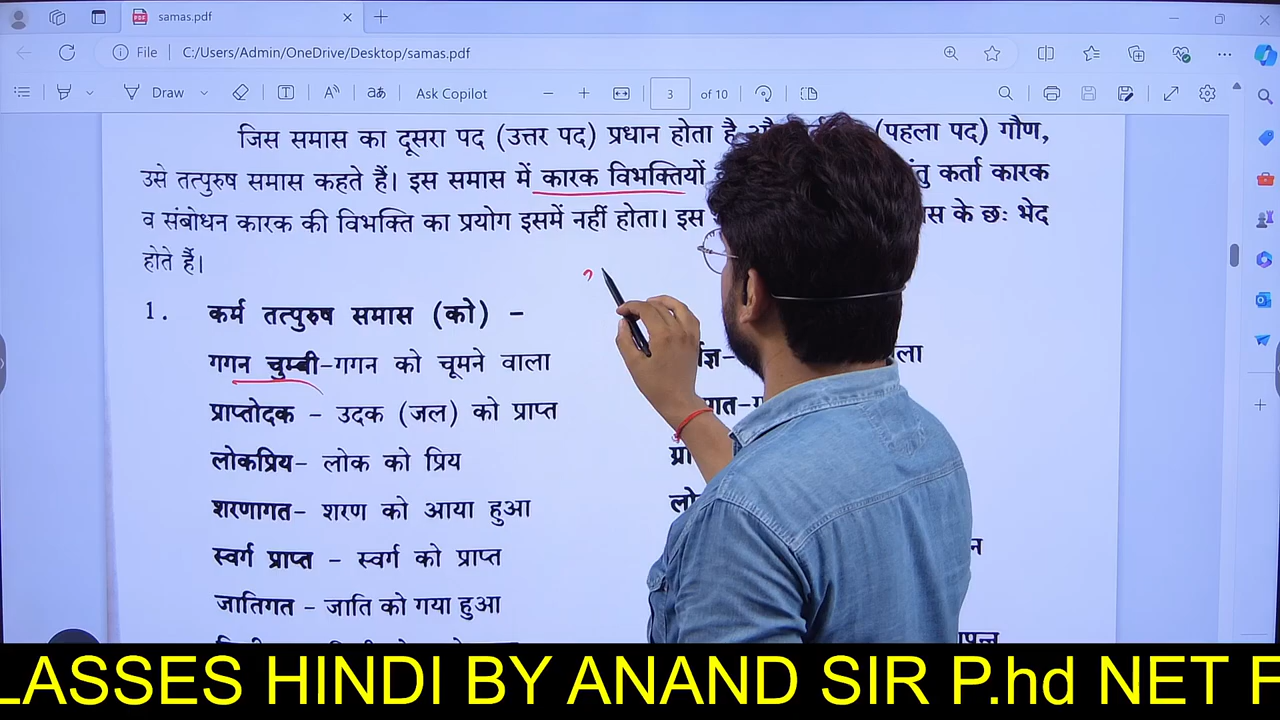 samas.pdf
File C:/Users/Admin/OneDrive/Desktop/samas.pdf
Draw Ask Copilot 3 of 10
जिस समास का दूसरा पद (उत्तर पद) प्रधान होता है (पहला पद) गौण,
उसे तत्पुरुष समास कहते हैं। इस समास में कारक विभक्तियों कर्ता कारक
व संबोधन कारक की विभक्ति का प्रयोग इसमें नहीं होता। इस के छः भेद
होते हैं।
1. कर्म तत्पुरुष समास (को) –
गगन चुम्बी-गगन को चूमने वाला
प्राप्तोदक – उदक (जल) को प्राप्त
लोकप्रिय– लोक को प्रिय
शरणागत– शरण को आया हुआ
स्वर्ग प्राप्त – स्वर्ग को प्राप्त
जातिगत – जाति को गया हुआ
LASSES HINDI BY ANAND SIR P.hd NET F